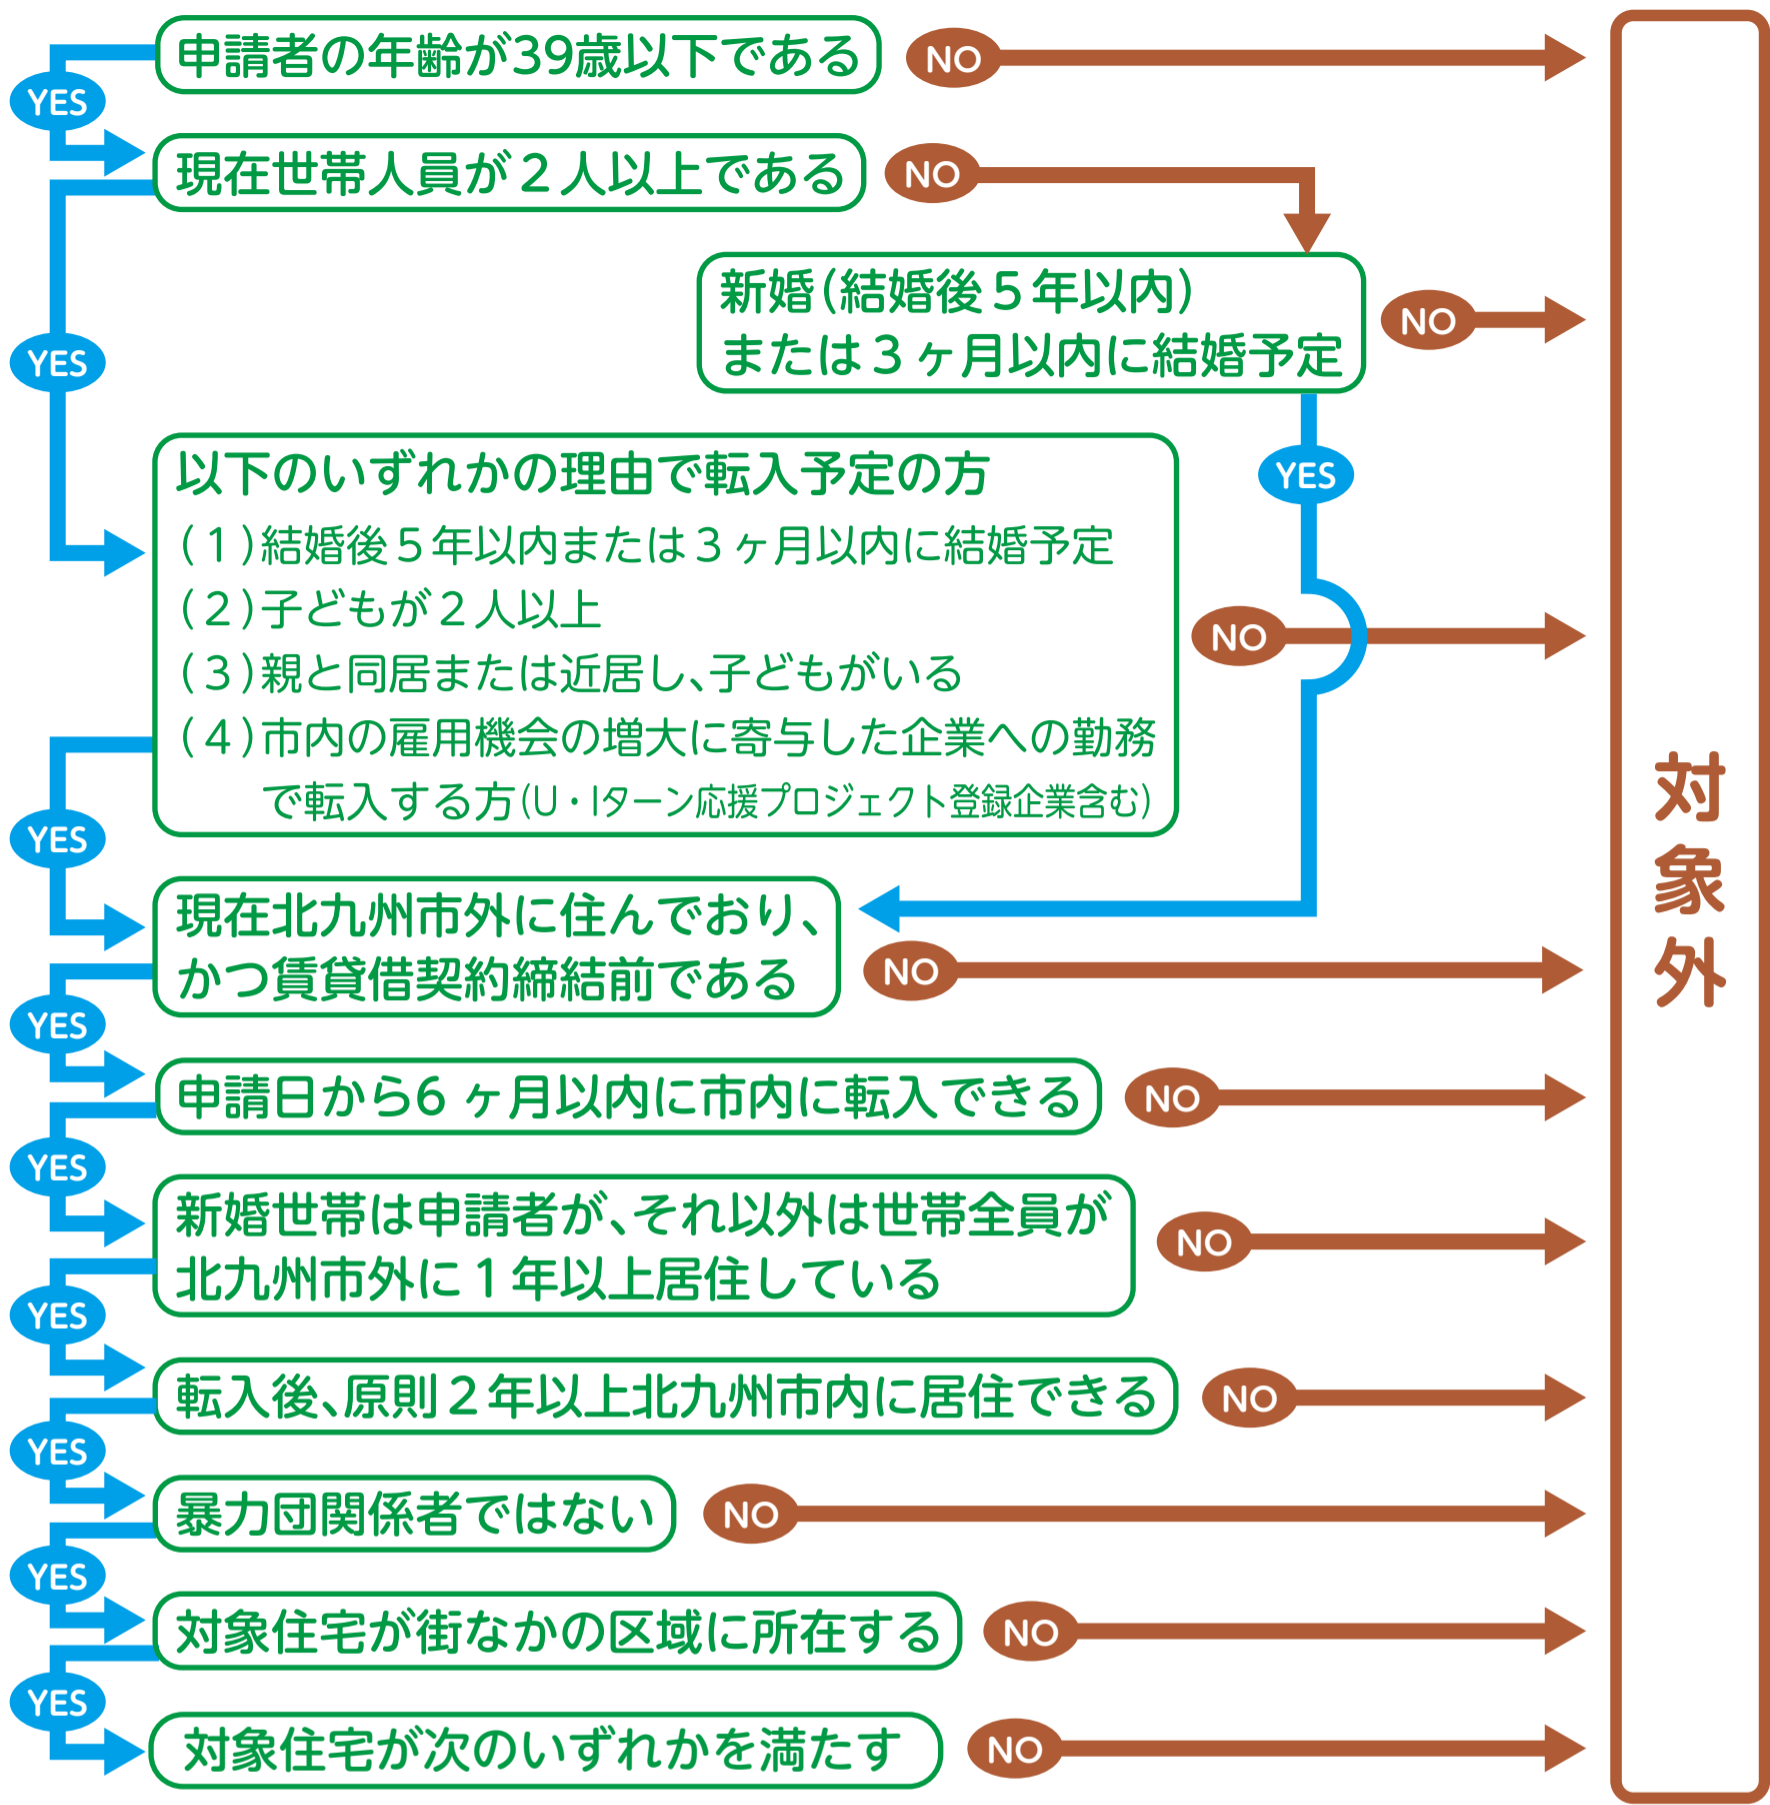 申請者の年齢が39歳以下である
NO
YES
現在世帯人員が２人以上である
NO
新婚（結婚後５年以内）
または３ヶ月以内に結婚予定
NO
YES
YES
以下のいずれかの理由で転入予定の方
（１）結婚後５年以内または３ヶ月以内に結婚予定
（２）子どもが２人以上
（３）親と同居または近居し、子どもがいる
（４）市内の雇用機会の増大に寄与した企業への勤務
で転入する方（U・Iターン応援プロジェクト登録企業含む）
NO
YES
現在北九州市外に住んでおり、
かつ賃貸借契約締結前である
NO
YES
申請日から6ヶ月以内に市内に転入できる
NO
YES
新婚世帯は申請者が、それ以外は世帯全員が
北九州市外に１年以上居住している
NO
YES
転入後、原則２年以上北九州市内に居住できる
NO
YES
暴力団関係者ではない
NO
YES
対象住宅が街なかの区域に所在する
NO
YES
対象住宅が次のいずれかを満たす
NO
対象外